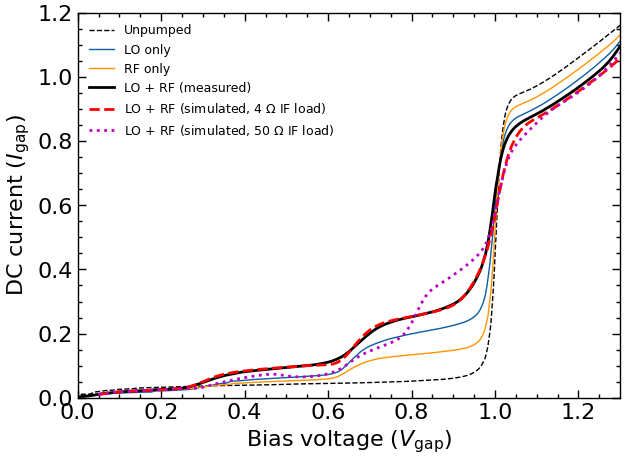 1.2
1.0
0.8
0.6
0.4
0.2
0.0
DC current (I_gap)
Unpumped
LO only
RF only
LO + RF (measured)
LO + RF (simulated, 4 Ω IF load)
LO + RF (simulated, 50 Ω IF load)
0.0 0.2 0.4 0.6 0.8 1.0 1.2
Bias voltage (V_gap)